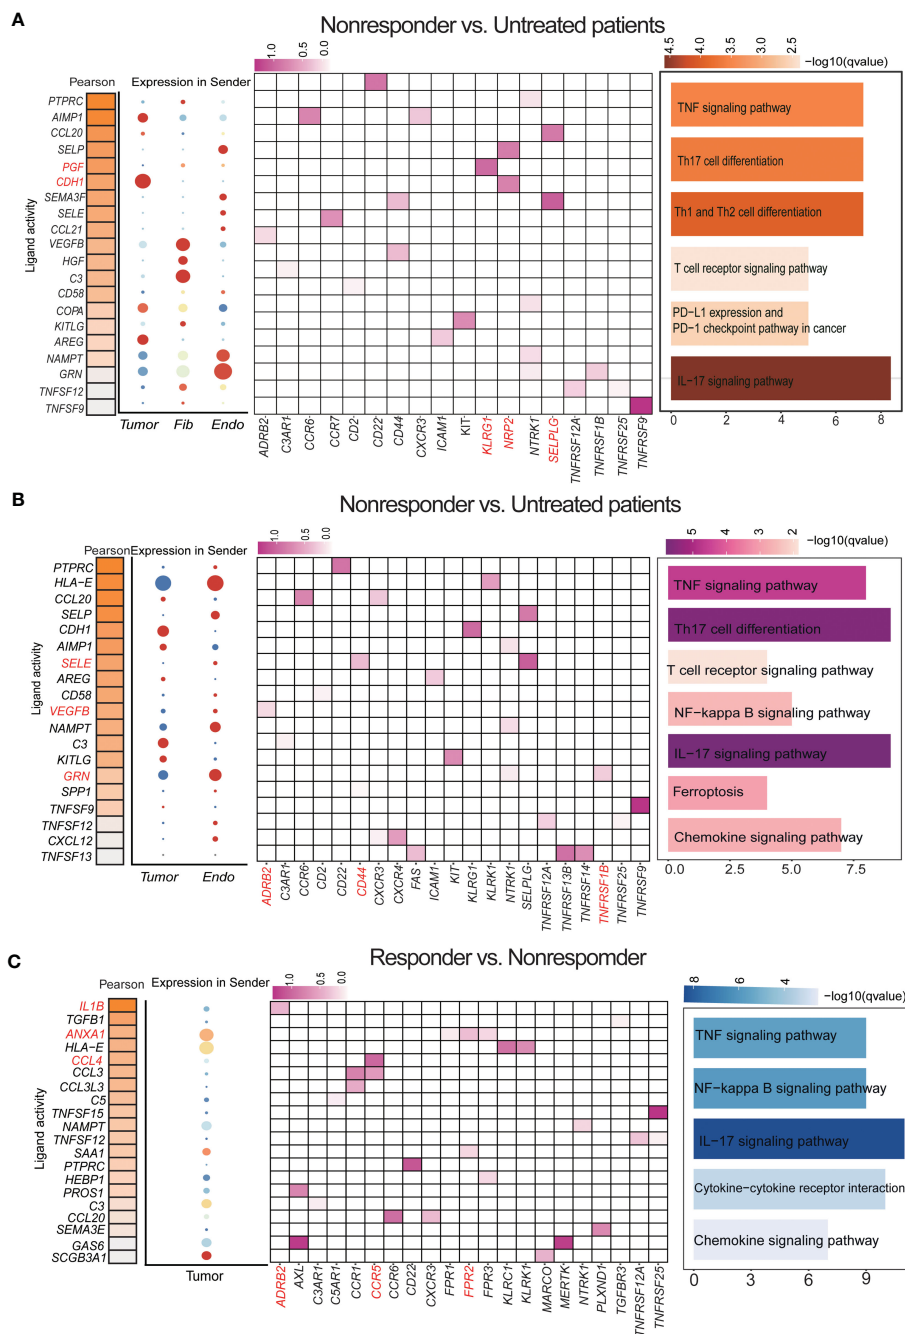 A
Nonresponder vs. Untreated patients
Pearson
Expression in Sender
1.0
0.5
0.0
4.5
4.0
3.5
3.0
2.5
−log10(qvalue)
Ligand activity
PTPRC
AIMP1
CCL20
SELP
PGF
CDH1
SEMA3F
SELE
CCL21
VEGFB
HGF
C3
CD58
COPA
KITLG
AREG
NAMPT
GRN
TNFSF12
TNFSF9
Tumor
Fib
Endo
ADRB2
C3AR1
CCR6
CCR7
CD2
CD22
CD44
CXCR3
ICAM1
KIT
KLRG1
NRP2
NTRK1
SELPLG
TNFRSF12A
TNFRSF1B
TNFRSF25
TNFRSF9
TNF signaling pathway
Th17 cell differentiation
Th1 and Th2 cell differentiation
T cell receptor signaling pathway
PD-L1 expression and
PD-1 checkpoint pathway in cancer
IL−17 signaling pathway
0
2
4
6
8
B
Nonresponder vs. Untreated patients
Pearson
Expression in Sender
1.0
0.5
0.0
5
4
3
2
−log10(qvalue)
Ligand activity
PTPRC
HLA-E
CCL20
SELP
CDH1
AIMP1
SELE
AREG
CD58
VEGFB
NAMPT
C3
KITLG
GRN
SPP1
TNFSF9
TNFSF12
CXCL12
TNFSF13
Tumor
Endo
ADRB2
C3AR1
CCR6
CD2
CD22
CD44
CXCR3
CXCR4
FAS
ICAM1
KIT
KLRG1
KLRK1
NTRK1
SELPLG
TNFRSF12A
TNFRSF13B
TNFRSF14
TNFRSF1B
TNFRSF25
TNFRSF9
TNF signaling pathway
Th17 cell differentiation
T cell receptor signaling pathway
NF−kappa B signaling pathway
IL−17 signaling pathway
Ferroptosis
Chemokine signaling pathway
0.0
2.5
5.0
7.5
C
Responder vs. Nonrespomder
Pearson
Expression in Sender
1.0
0.5
0.0
8
6
4
−log10(qvalue)
Ligand activity
IL1B
TGFB1
ANXA1
HLA-E
CCL4
CCL3
CCL3L3
C5
TNFSF15
NAMPT
TNFSF12
SAA1
PTPRC
HEBP1
PROS1
C3
CCL20
SEMA3E
GAS6
SCGB3A1
Tumor
ADRB2
AXL
C3AR1
C5AR1
CCR1
CCR5
CCR6
CD22
CXCR3
FPR1
FPR2
FPR3
KLRC1
KLRK1
MARCO
MERTK
NTRK1
PLXND1
TGFBR3
TNFRSF12A
TNFRSF25
TNF signaling pathway
NF−kappa B signaling pathway
IL−17 signaling pathway
Cytokine−cytokine receptor interaction
Chemokine signaling pathway
0
3
6
9